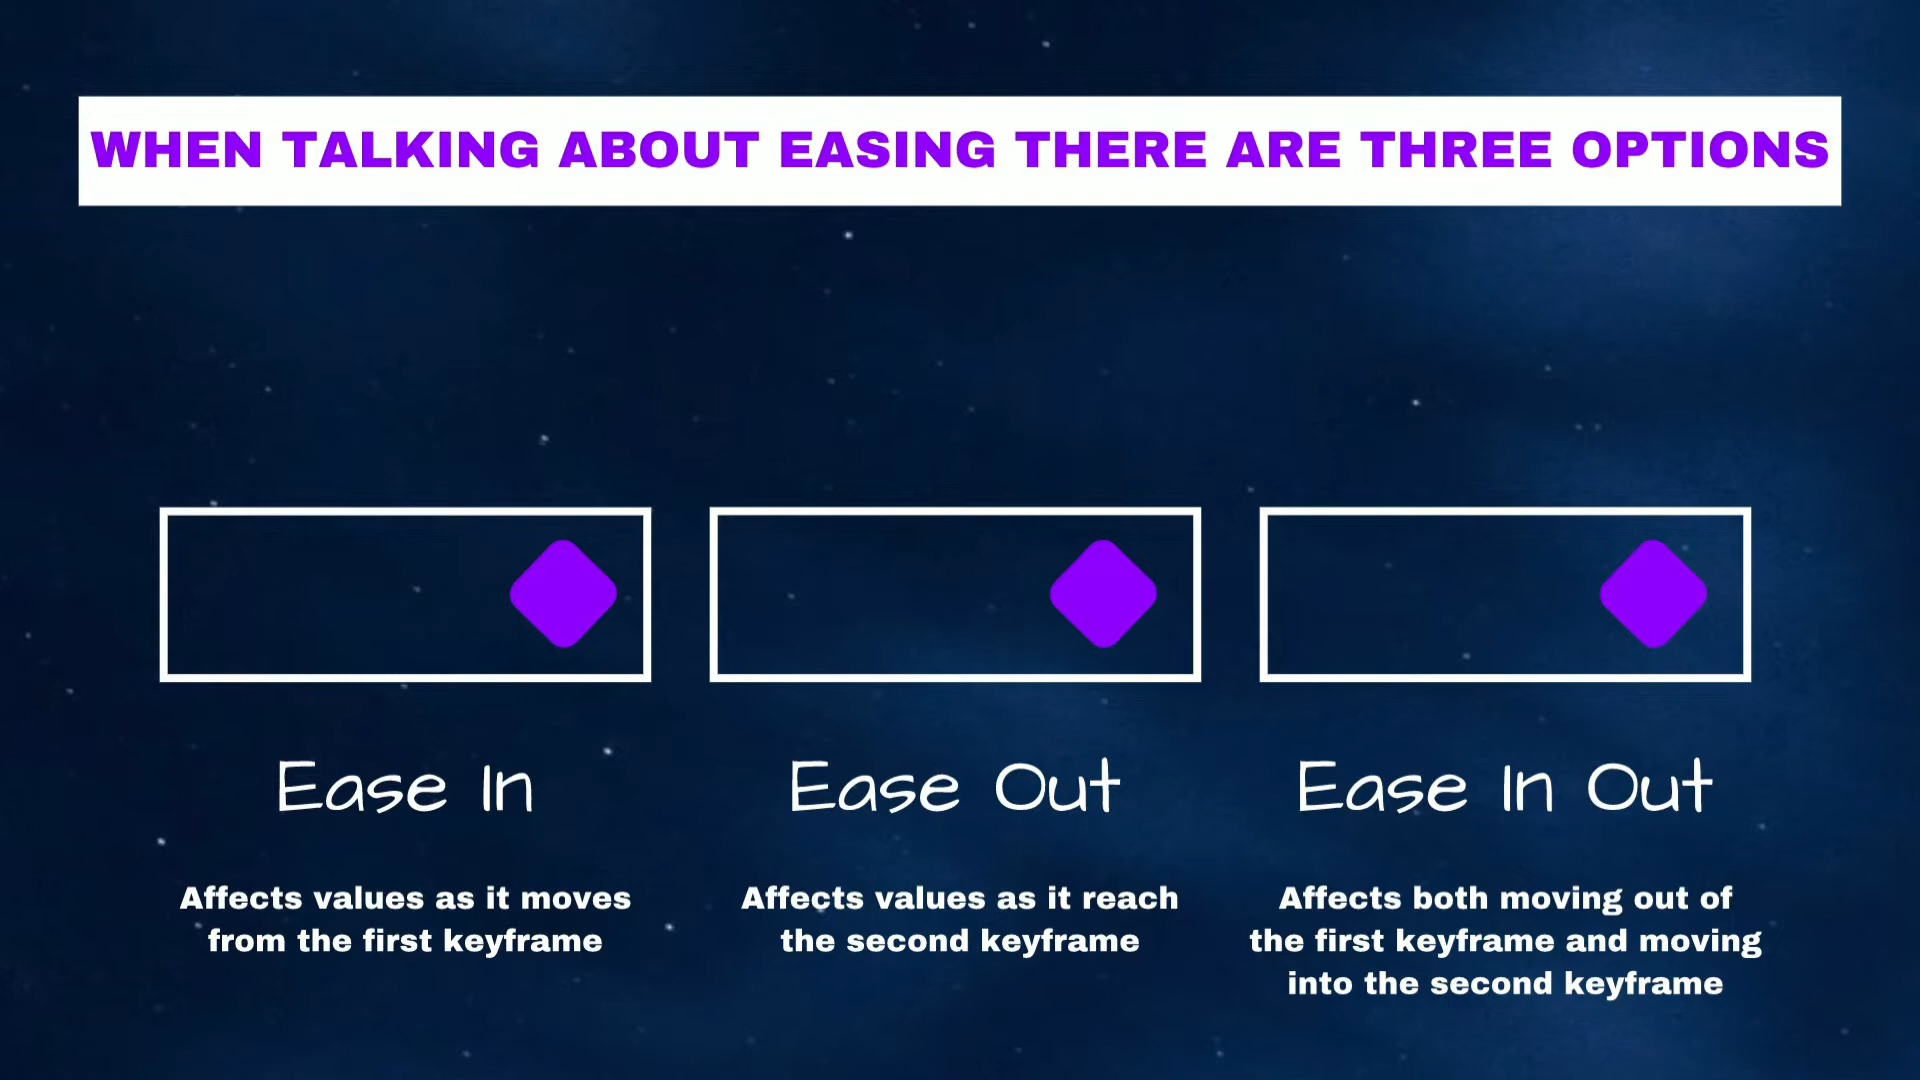 WHEN TALKING ABOUT EASING THERE ARE THREE OPTIONS
Ease In
Affects values as it moves
from the first keyframe
Ease Out
Affects values as it reach
the second keyframe
Ease In Out
Affects both moving out of
the first keyframe and moving
into the second keyframe